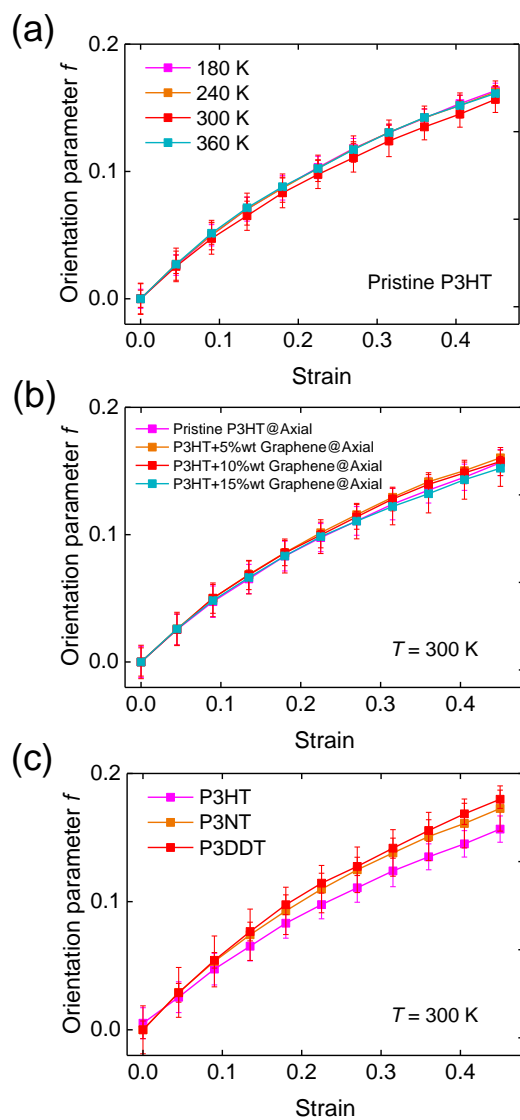 (a)
0.2
0.1
0.0
Orientation parameter f
180 K
240 K
300 K
360 K
Pristine P3HT
0.0 0.1 0.2 0.3 0.4
Strain
(b)
0.2
0.1
0.0
Orientation parameter f
Pristine P3HT@Axial
P3HT+5%wt Graphene@Axial
P3HT+10%wt Graphene@Axial
P3HT+15%wt Graphene@Axial
T = 300 K
0.0 0.1 0.2 0.3 0.4
Strain
(c)
0.2
0.1
0.0
Orientation parameter f
P3HT
P3NT
P3DDT
T = 300 K
0.0 0.1 0.2 0.3 0.4
Strain